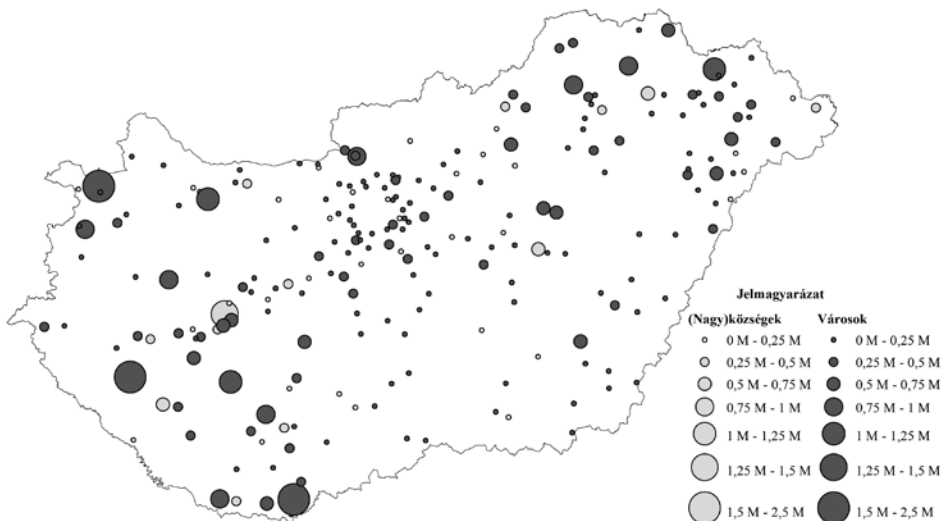 Jelmagyarázat
(Nagy)községek Városok
0 M - 0,25 M 0 M - 0,25 M
0,25 M - 0,5 M 0,25 M - 0,5 M
0,5 M - 0,75 M 0,5 M - 0,75 M
0,75 M - 1 M 0,75 M - 1 M
1 M - 1,25 M 1 M - 1,25 M
1,25 M - 1,5 M 1,25 M - 1,5 M
1,5 M - 2,5 M 1,5 M - 2,5 M